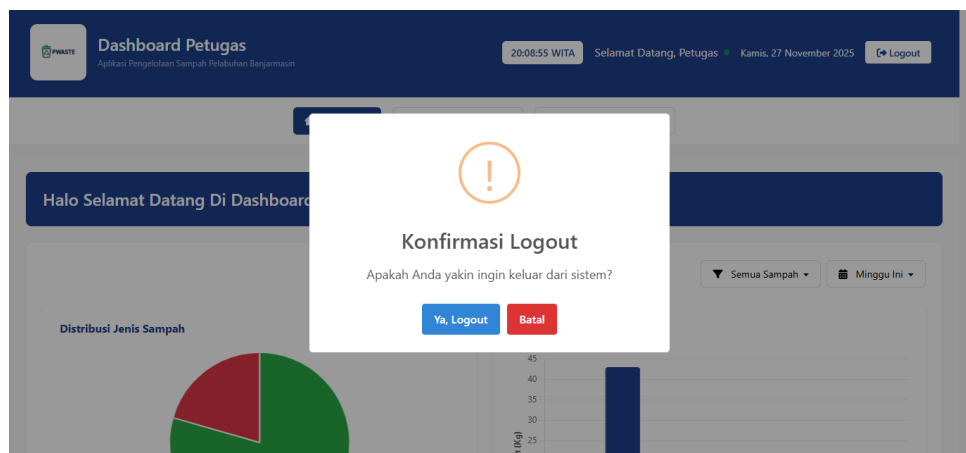 PWASTE
Dashboard Petugas
Aplikasi Pengelolaan Sampah Pelabuhan Banjarmasin
20:08:55 WITA
Selamat Datang, Petugas
Kamis, 27 November 2025
Logout
Halo Selamat Datang Di Dashboard
!
Konfirmasi Logout
Apakah Anda yakin ingin keluar dari sistem?
Ya, Logout
Batal
Semua Sampah
Minggu Ini
Distribusi Jenis Sampah
45
40
35
30
25
(Kg)